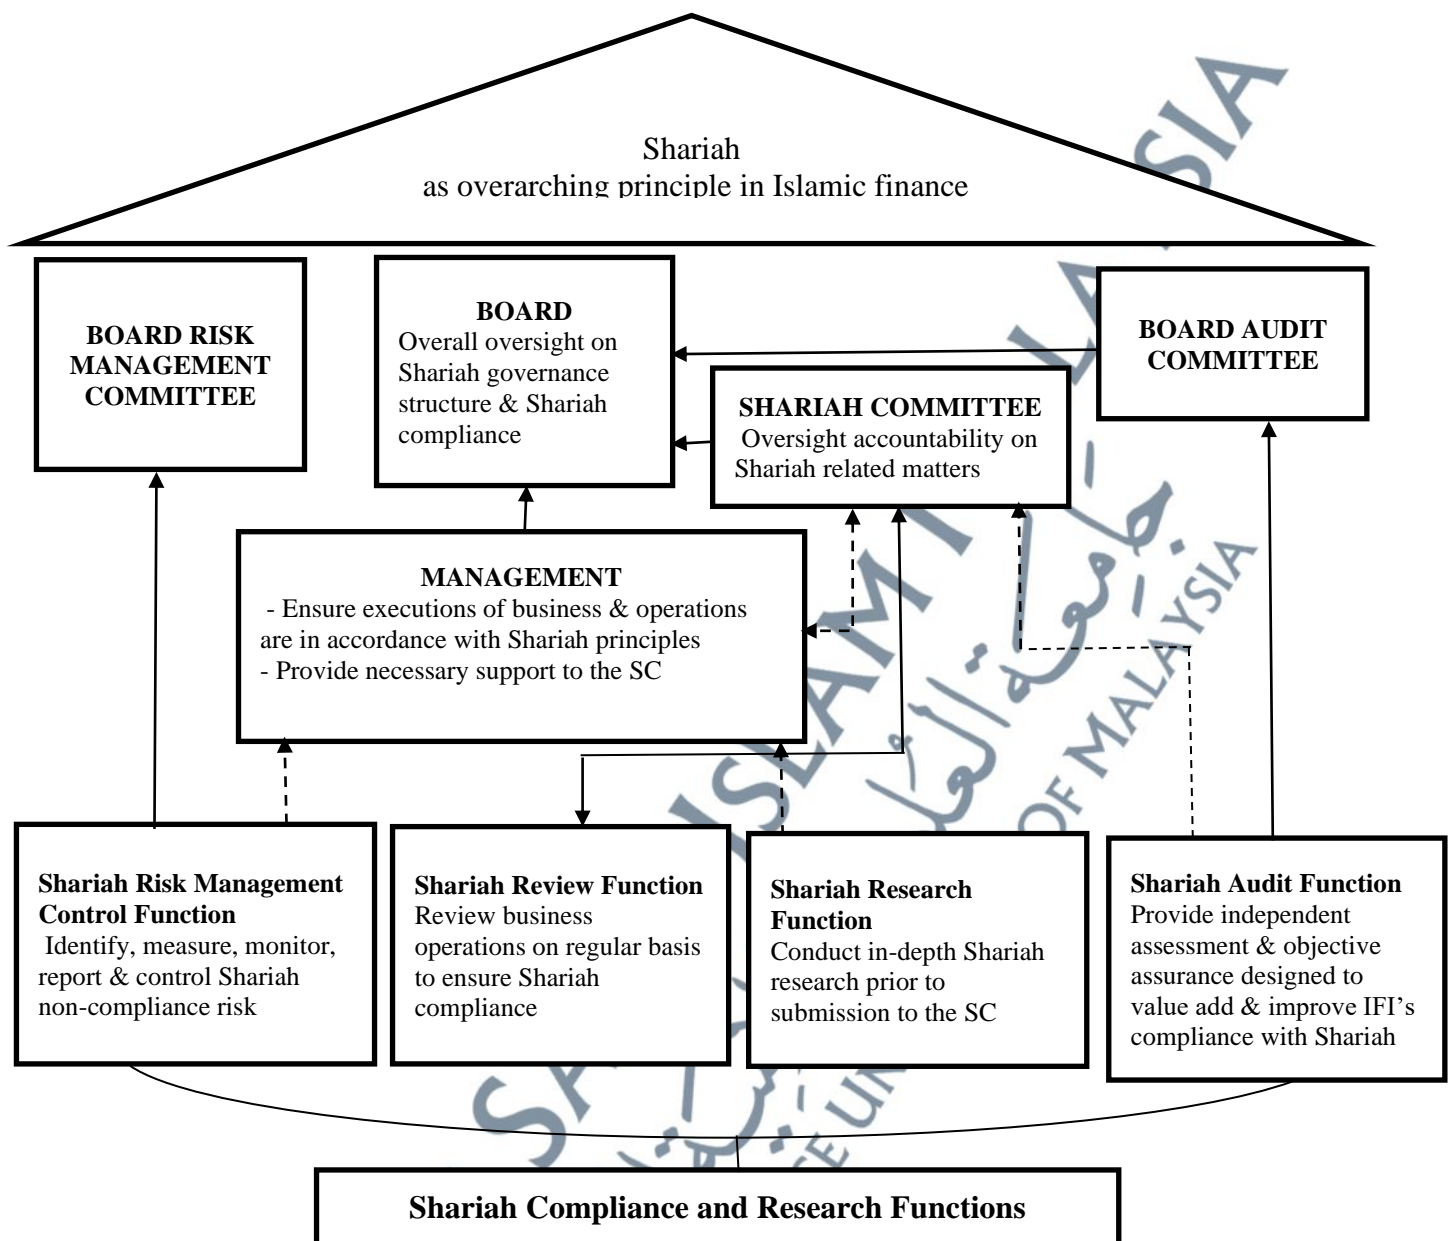 Shariah
as overarching principle in Islamic finance
BOARD RISK
MANAGEMENT
COMMITTEE
BOARD
Overall oversight on
Shariah governance
structure & Shariah
compliance
SHARIAH COMMITTEE
Oversight accountability on
Shariah related matters
BOARD AUDIT
COMMITTEE
MANAGEMENT
- Ensure executions of business & operations
are in accordance with Shariah principles
- Provide necessary support to the SC
Shariah Risk Management
Control Function
Identify, measure, monitor,
report & control Shariah
non-compliance risk
Shariah Review Function
Review business
operations on regular basis
to ensure Shariah
compliance
Shariah Research
Function
Conduct in-depth Shariah
research prior to
submission to the SC
Shariah Audit Function
Provide independent
assessment & objective
assurance designed to
value add & improve IFI’s
compliance with Shariah
Shariah Compliance and Research Functions
ISLAM
OF MALAYSIA
جامعة